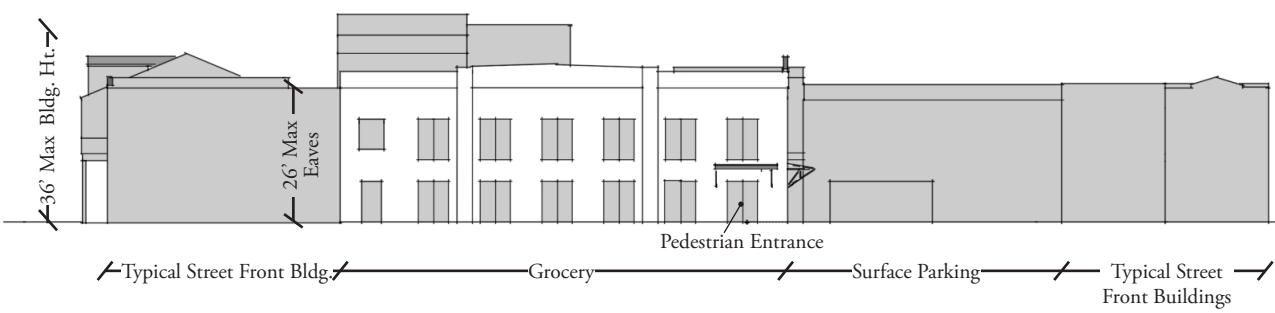 36' Max Bldg. Ht.
26' Max
Eaves
Pedestrian Entrance
Typical Street Front Bldg.
Grocery
Surface Parking
Typical Street
Front Buildings